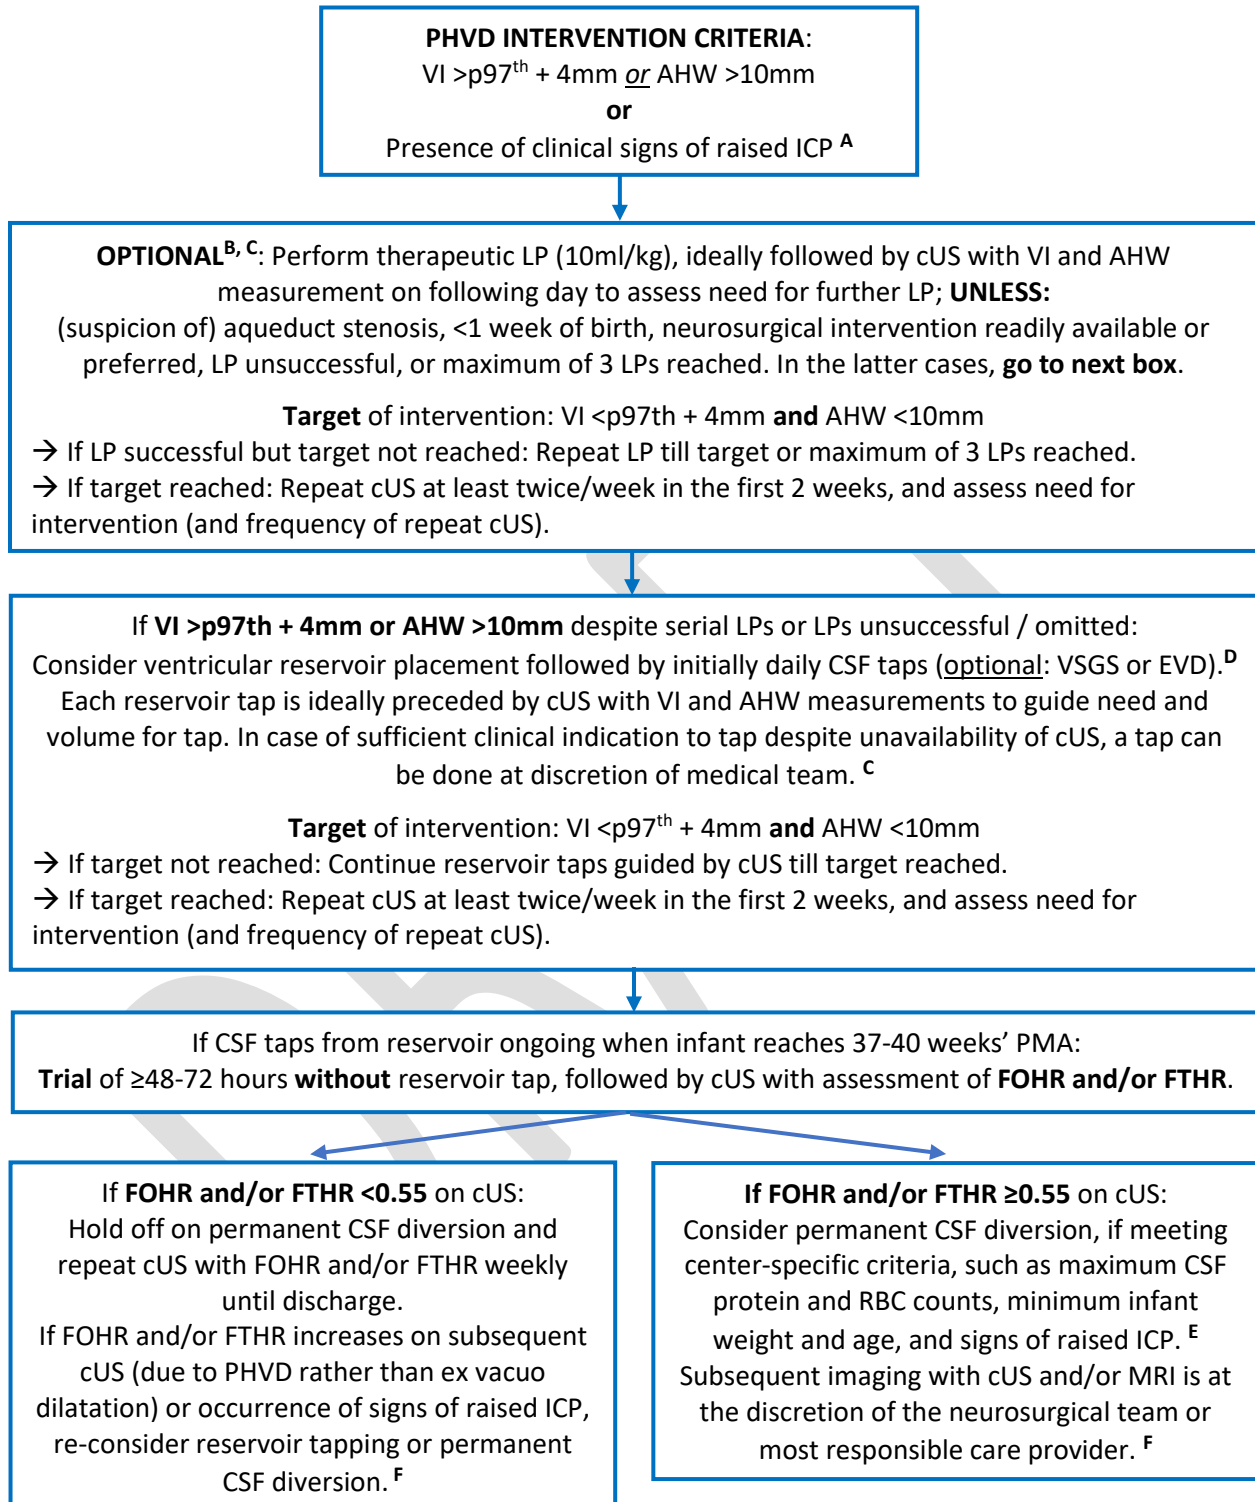 PHVD INTERVENTION CRITERIA:
VI >p97th + 4mm or AHW >10mm
or
Presence of clinical signs of raised ICP A
OPTIONALB, C: Perform therapeutic LP (10ml/kg), ideally followed by cUS with VI and AHW
measurement on following day to assess need for further LP; UNLESS:
(suspicion of) aqueduct stenosis, <1 week of birth, neurosurgical intervention readily available or
preferred, LP unsuccessful, or maximum of 3 LPs reached. In the latter cases, go to next box.
Target of intervention: VI <p97th + 4mm and AHW <10mm
→ If LP successful but target not reached: Repeat LP till target or maximum of 3 LPs reached.
→ If target reached: Repeat cUS at least twice/week in the first 2 weeks, and assess need for
intervention (and frequency of repeat cUS).
If VI >p97th + 4mm or AHW >10mm despite serial LPs or LPs unsuccessful / omitted:
Consider ventricular reservoir placement followed by initially daily CSF taps (optional: VSGS or EVD).D
Each reservoir tap is ideally preceded by cUS with VI and AHW measurements to guide need and
volume for tap. In case of sufficient clinical indication to tap despite unavailability of cUS, a tap can
be done at discretion of medical team. C
Target of intervention: VI <p97th + 4mm and AHW <10mm
→ If target not reached: Continue reservoir taps guided by cUS till target reached.
→ If target reached: Repeat cUS at least twice/week in the first 2 weeks, and assess need for
intervention (and frequency of repeat cUS).
If CSF taps from reservoir ongoing when infant reaches 37-40 weeks’ PMA:
Trial of ≥48-72 hours without reservoir tap, followed by cUS with assessment of FOHR and/or FTHR.
If FOHR and/or FTHR <0.55 on cUS:
Hold off on permanent CSF diversion and
repeat cUS with FOHR and/or FTHR weekly
until discharge.
If FOHR and/or FTHR increases on subsequent
cUS (due to PHVD rather than ex vacuo
dilatation) or occurrence of signs of raised ICP,
re-consider reservoir tapping or permanent
CSF diversion. F
If FOHR and/or FTHR ≥0.55 on cUS:
Consider permanent CSF diversion, if meeting
center-specific criteria, such as maximum CSF
protein and RBC counts, minimum infant
weight and age, and signs of raised ICP. E
Subsequent imaging with cUS and/or MRI is at
the discretion of the neurosurgical team or
most responsible care provider. F